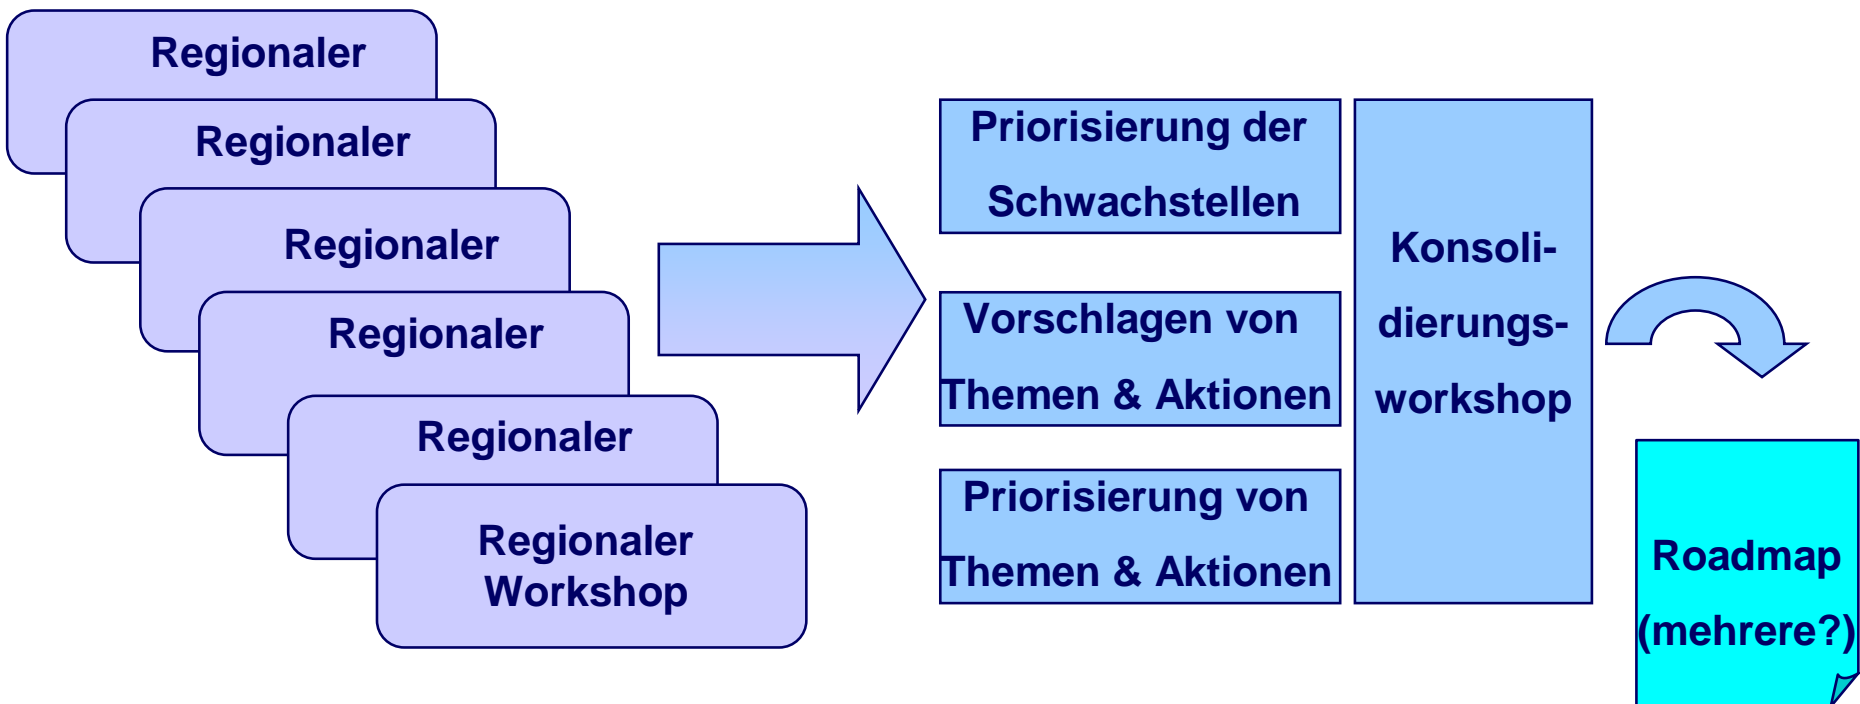 Regionaler
Regionaler
Regionaler
Regionaler
Regionaler
Regionaler
Workshop
Priorisierung der
Schwachstellen
Vorschlagen von
Themen & Aktionen
Priorisierung von
Themen & Aktionen
Konsoli-
dierungs-
workshop
Roadmap
(mehrere?)